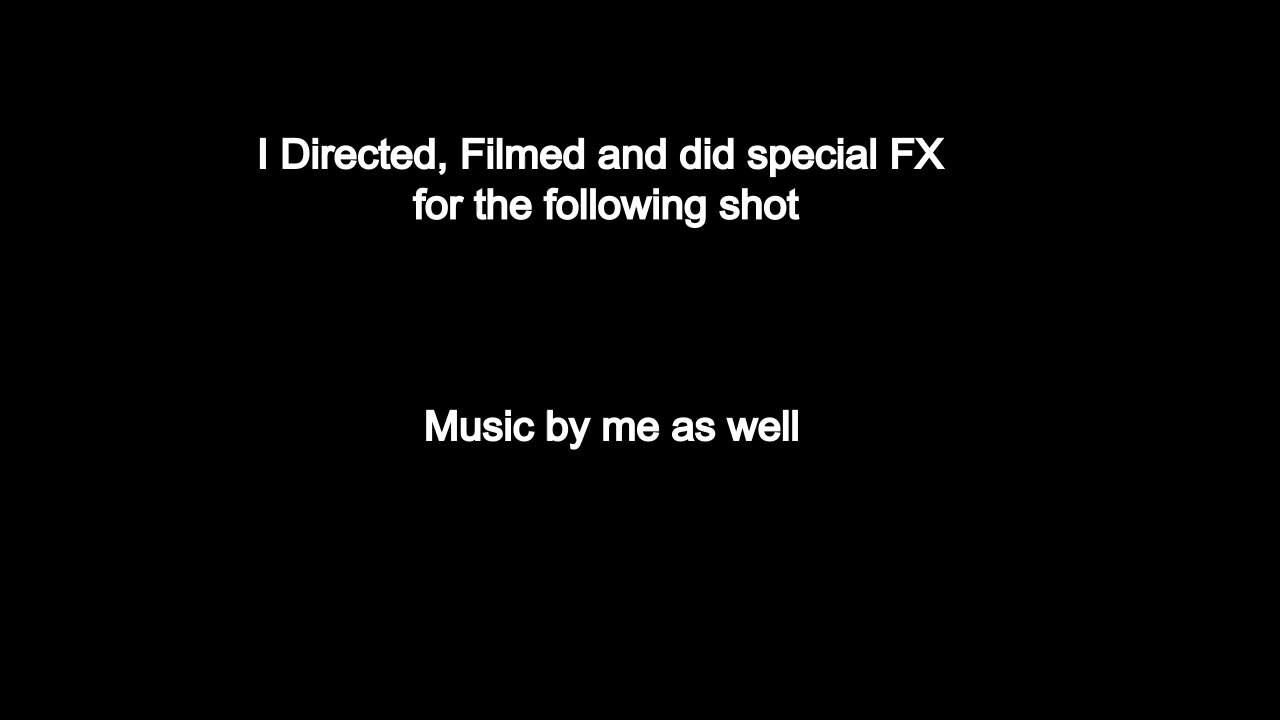 I Directed, Filmed and did special FX
for the following shot
Music by me as well